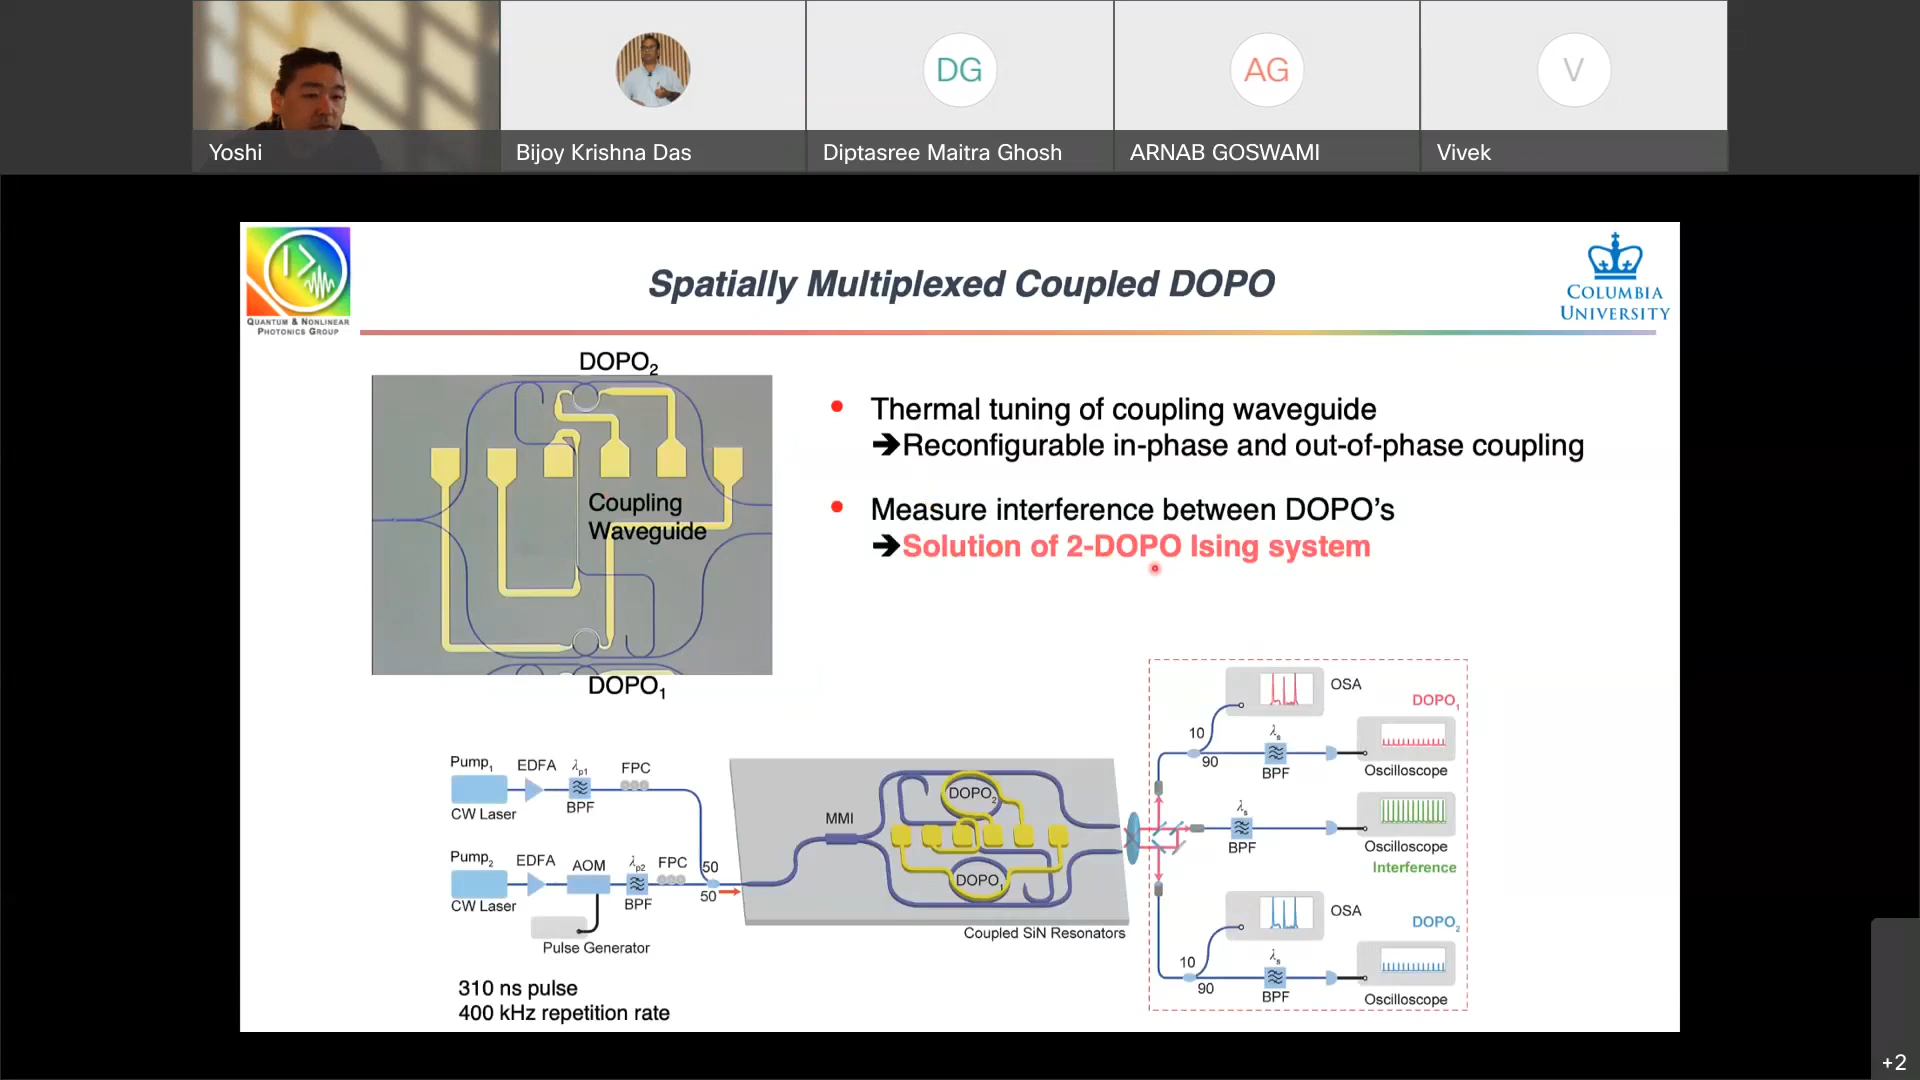 DG
AG
V
Yoshi
Bijoy Krishna Das
Diptasree Maitra Ghosh
ARNAB GOSWAMI
Vivek
QUANTUM & NONLINEAR
PHOTONICS GROUP
Spatially Multiplexed Coupled DOPO
COLUMBIA
UNIVERSITY
DOPO₂
Coupling
Waveguide
DOPO₁
• Thermal tuning of coupling waveguide
➔Reconfigurable in-phase and out-of-phase coupling
• Measure interference between DOPO’s
➔Solution of 2-DOPO Ising system
Pump₁
EDFA
λp1
FPC
BPF
CW Laser
Pump₂
EDFA
AOM
λp2
FPC
50
50
BPF
CW Laser
Pulse Generator
310 ns pulse
400 kHz repetition rate
MMI
DOPO₂
DOPO₁
Coupled SiN Resonators
OSA
DOPO₁
10
90
λs
BPF
Oscilloscope
λs
BPF
Oscilloscope
Interference
OSA
DOPO₂
10
90
λs
BPF
Oscilloscope
+2